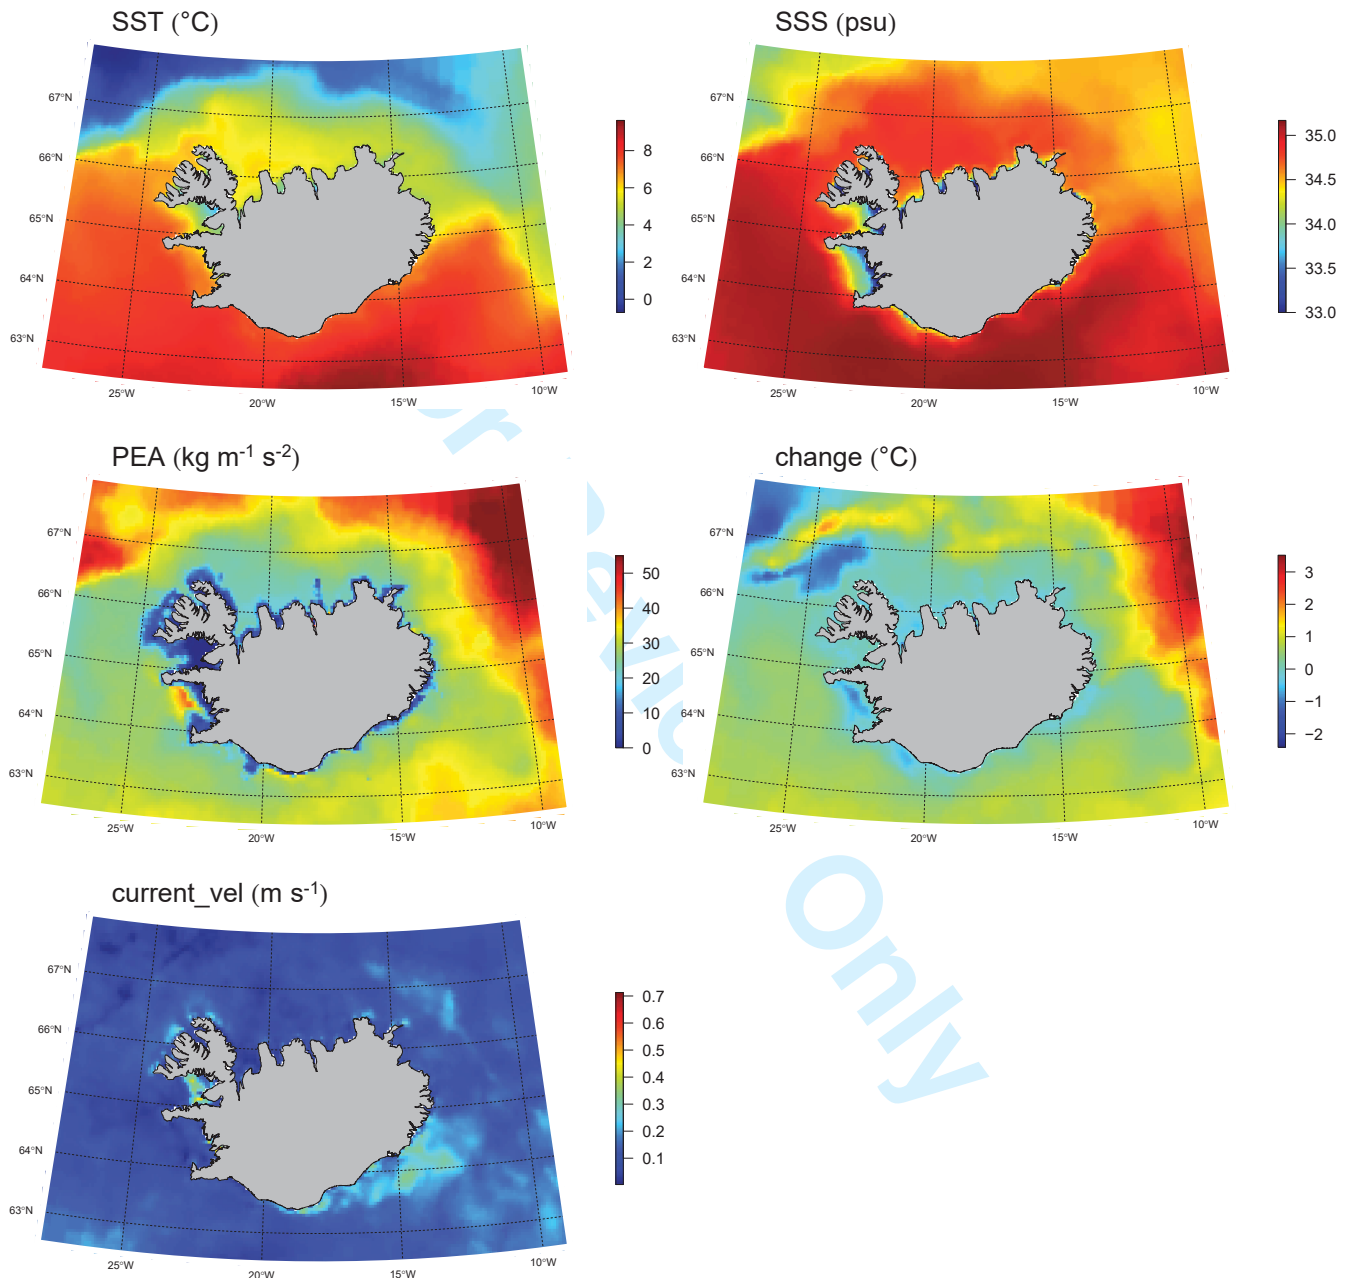 SST (°C)
67°N
66°N
65°N
64°N
63°N
25°W
20°W
15°W
10°W
8
6
4
2
0
SSS (psu)
67°N
66°N
65°N
64°N
63°N
25°W
20°W
15°W
10°W
35.0
34.5
34.0
33.5
33.0
PEA (kg m⁻¹ s⁻²)
67°N
66°N
65°N
64°N
63°N
25°W
20°W
15°W
10°W
50
40
30
20
10
0
change (°C)
67°N
66°N
65°N
64°N
63°N
25°W
20°W
15°W
10°W
3
2
1
0
−1
−2
current_vel (m s⁻¹)
67°N
66°N
65°N
64°N
63°N
25°W
20°W
15°W
10°W
0.7
0.6
0.5
0.4
0.3
0.2
0.1
Only